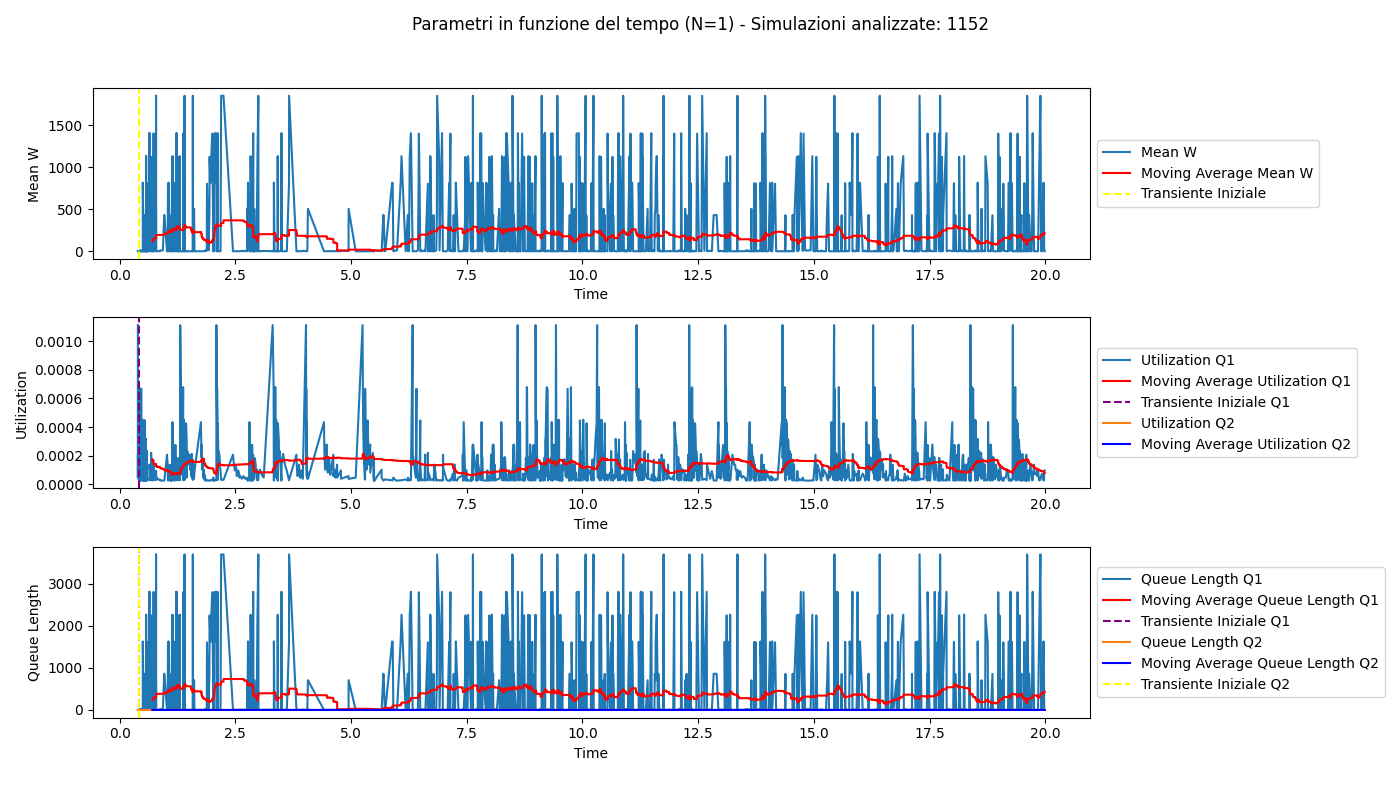 Parametri in funzione del tempo (N=1) - Simulazioni analizzate: 1152
Mean W
1500
1000
500
0
0.0 2.5 5.0 7.5 10.0 12.5 15.0 17.5 20.0
Time
Mean W
Moving Average Mean W
Transiente Iniziale
Utilization
0.0010
0.0008
0.0006
0.0004
0.0002
0.0000
0.0 2.5 5.0 7.5 10.0 12.5 15.0 17.5 20.0
Time
Utilization Q1
Moving Average Utilization Q1
Transiente Iniziale Q1
Utilization Q2
Moving Average Utilization Q2
Queue Length
3000
2000
1000
0
0.0 2.5 5.0 7.5 10.0 12.5 15.0 17.5 20.0
Time
Queue Length Q1
Moving Average Queue Length Q1
Transiente Iniziale Q1
Queue Length Q2
Moving Average Queue Length Q2
Transiente Iniziale Q2